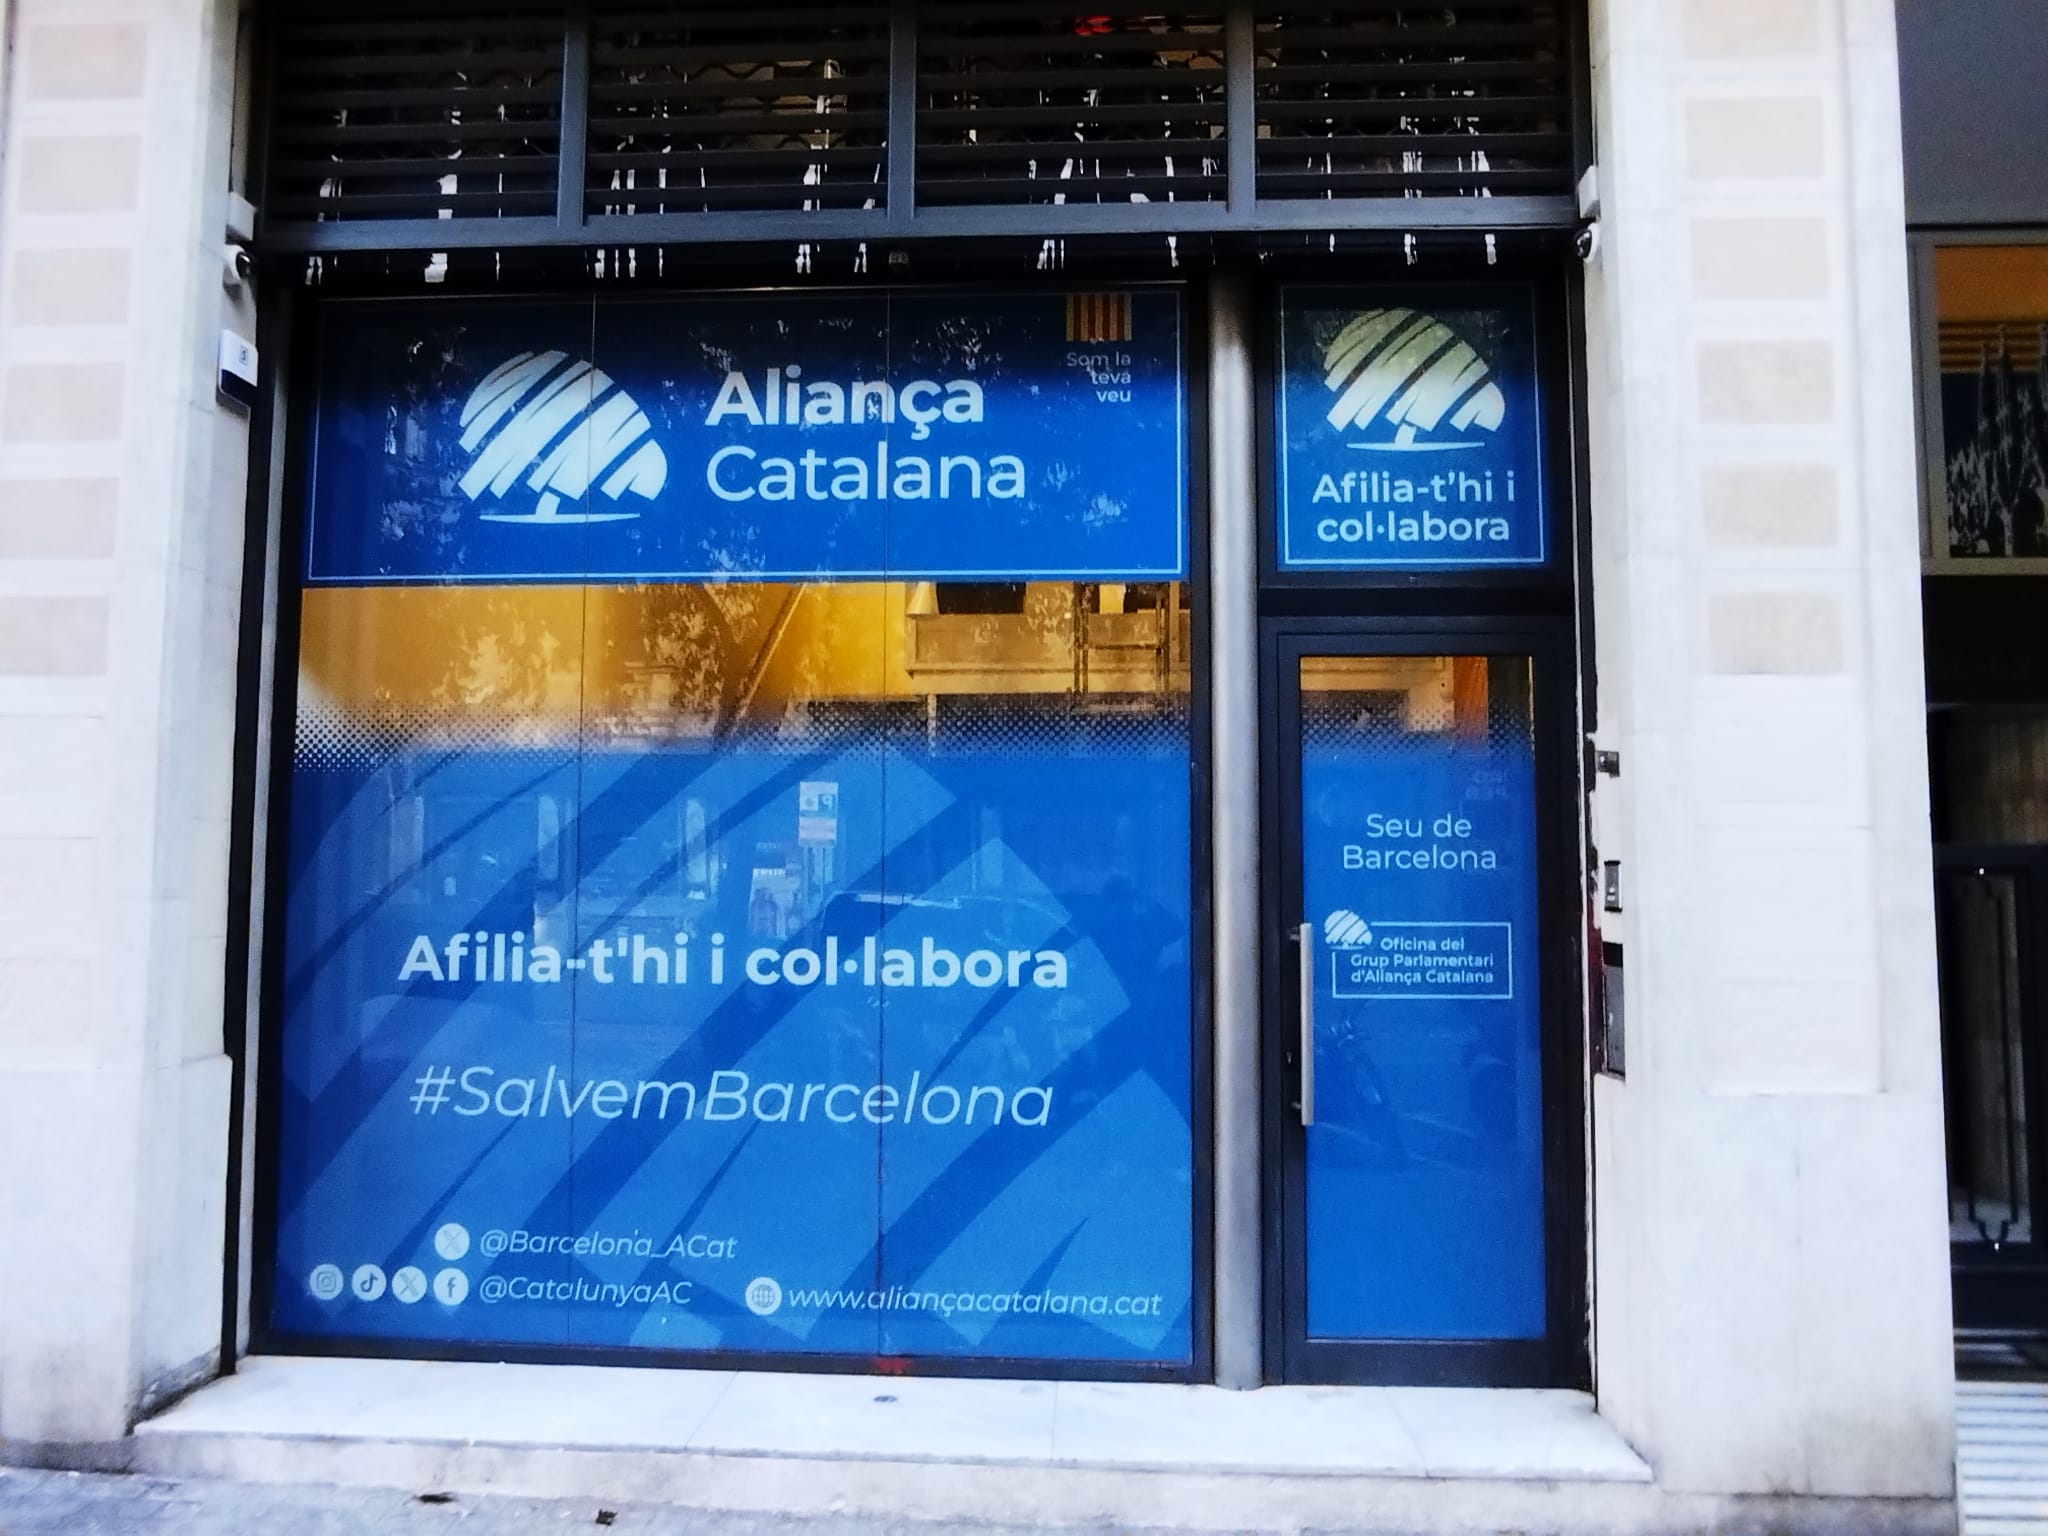 Aliança
Catalana
Som la
teva
veu
Afilia-t'hi i
col·labora
Afilia-t'hi i col·labora
#SalvemBarcelona
@Barcelona_ACat
@CatalunyaAC
www.aliançacatalana.cat
Seu de
Barcelona
Oficina del
Grup Parlamentari
d'Aliança Catalana